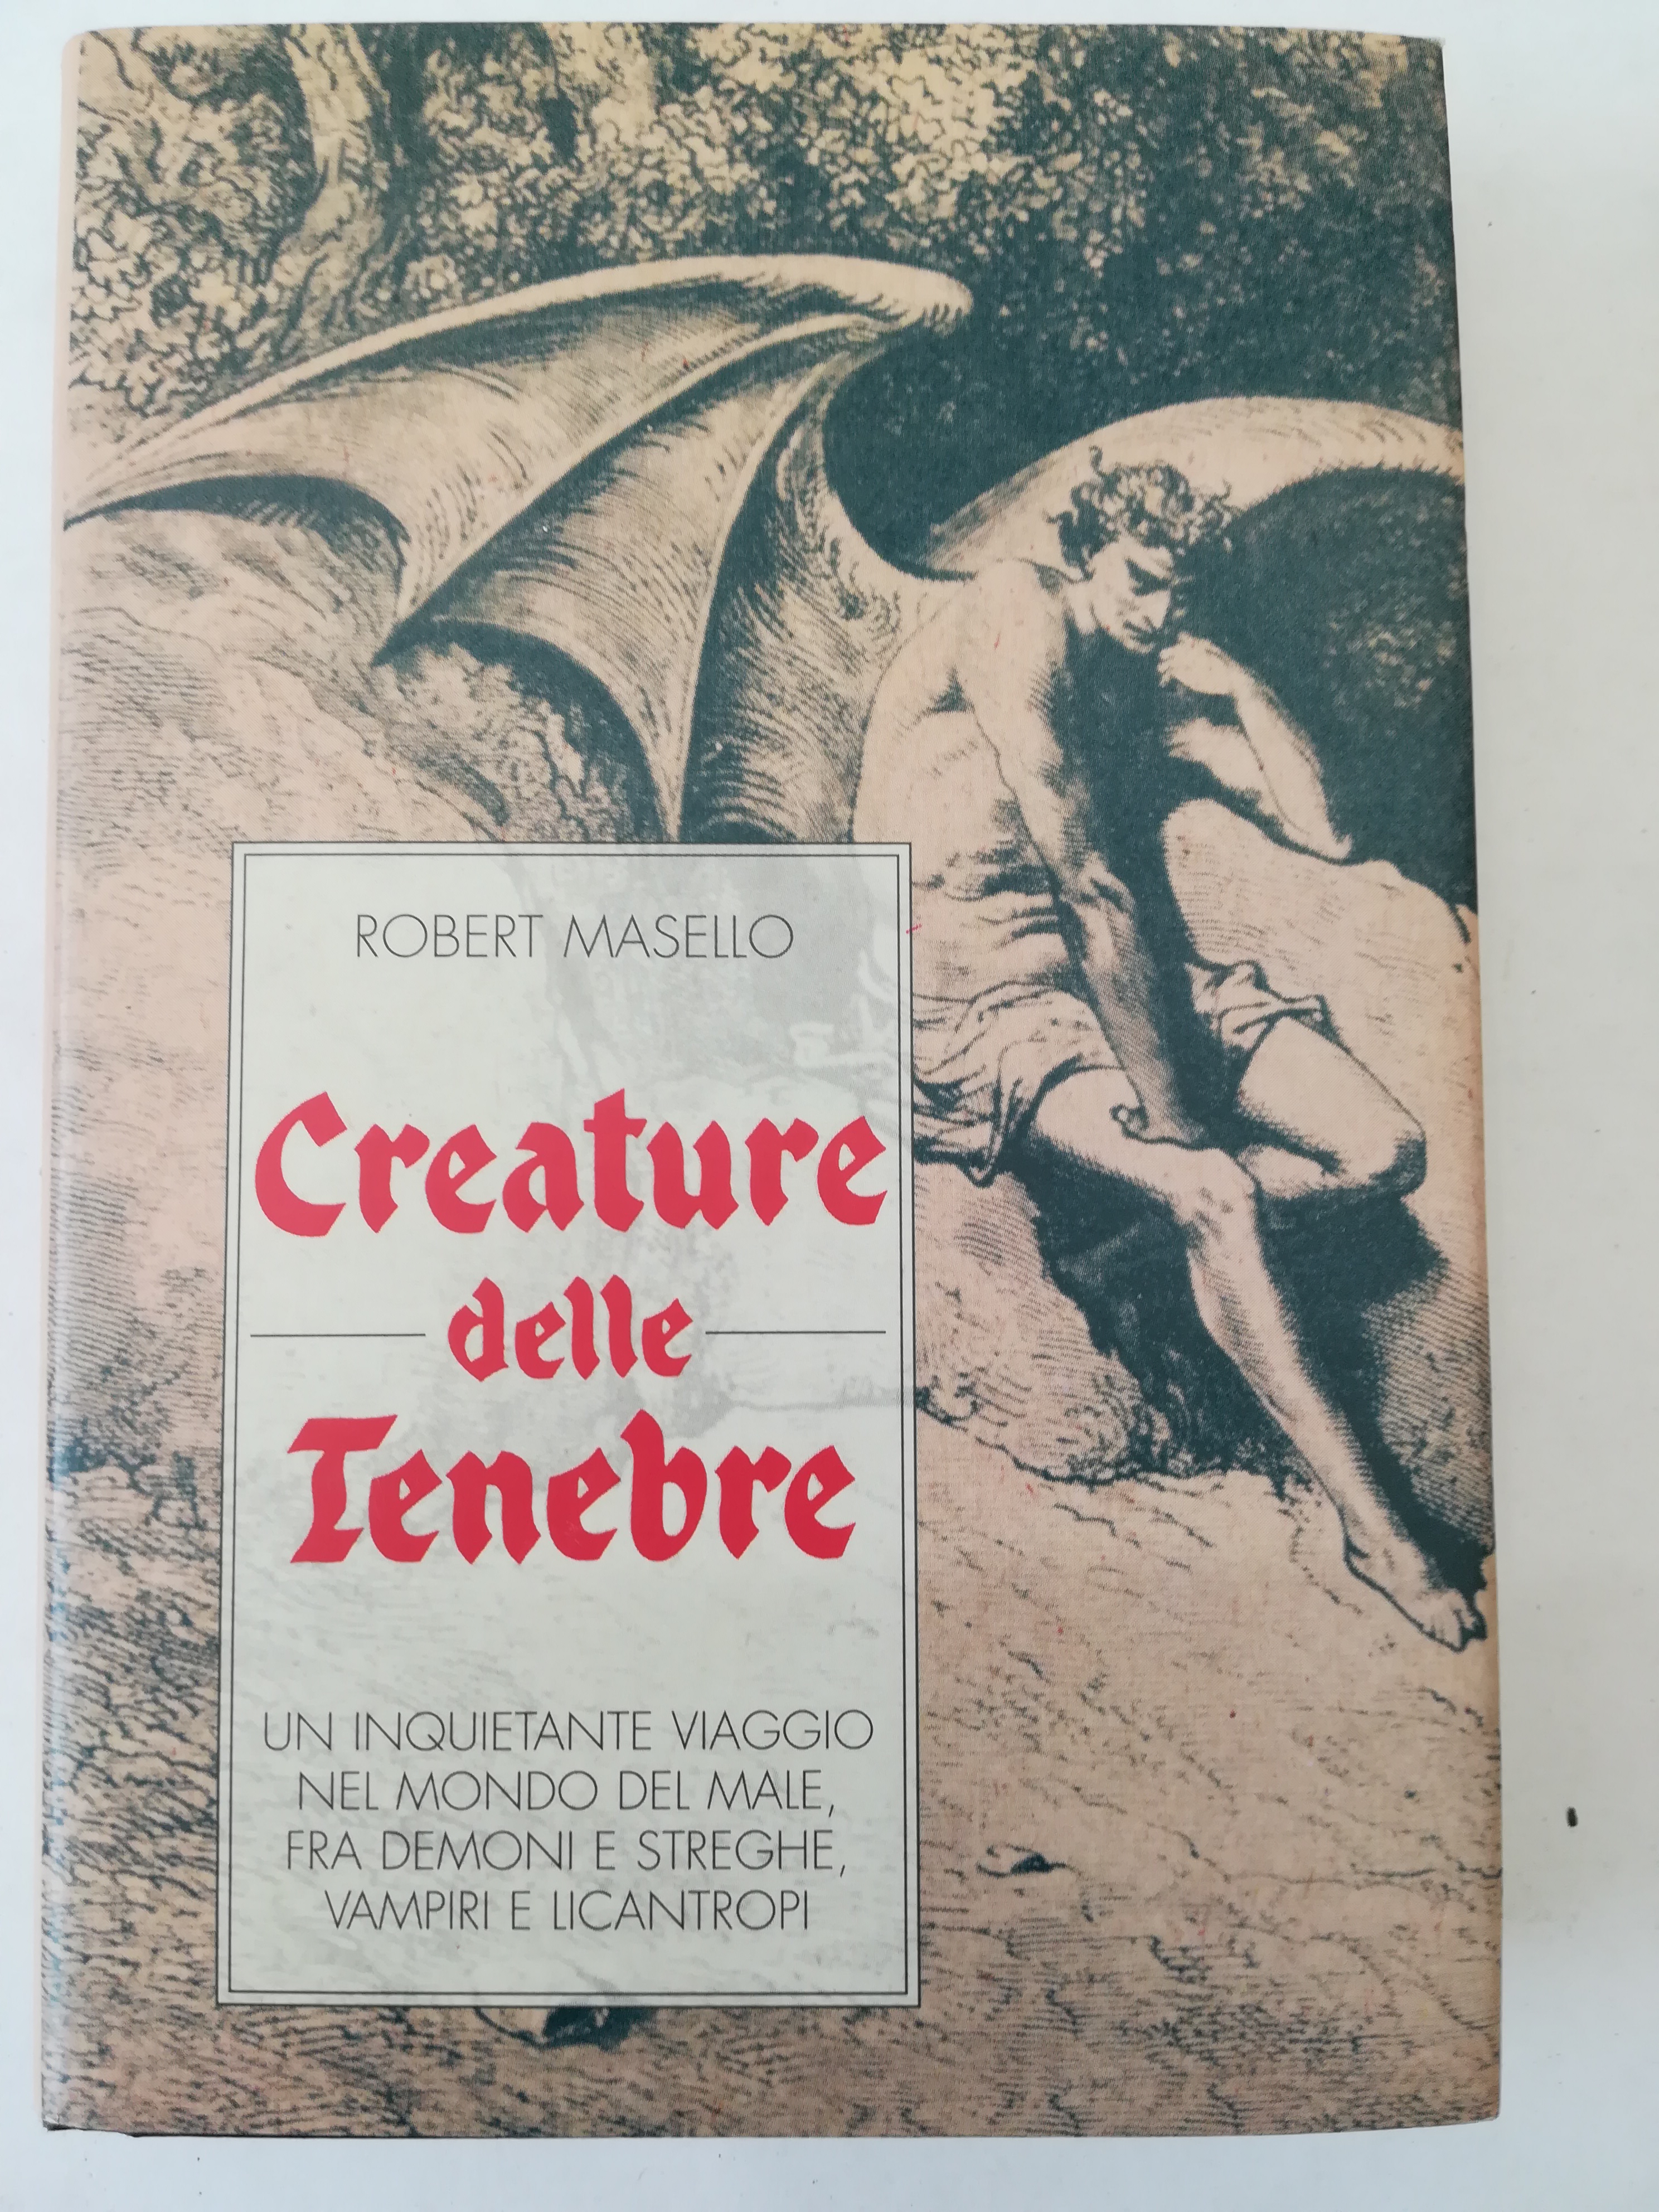 ROBERT MASELLO
Creature
delle
Tenebre
UN INQUIETANTE VIAGGIO
NEL MONDO DEL MALE,
FRA DEMONI E STREGHE,
VAMPIRI E LICANTROPI